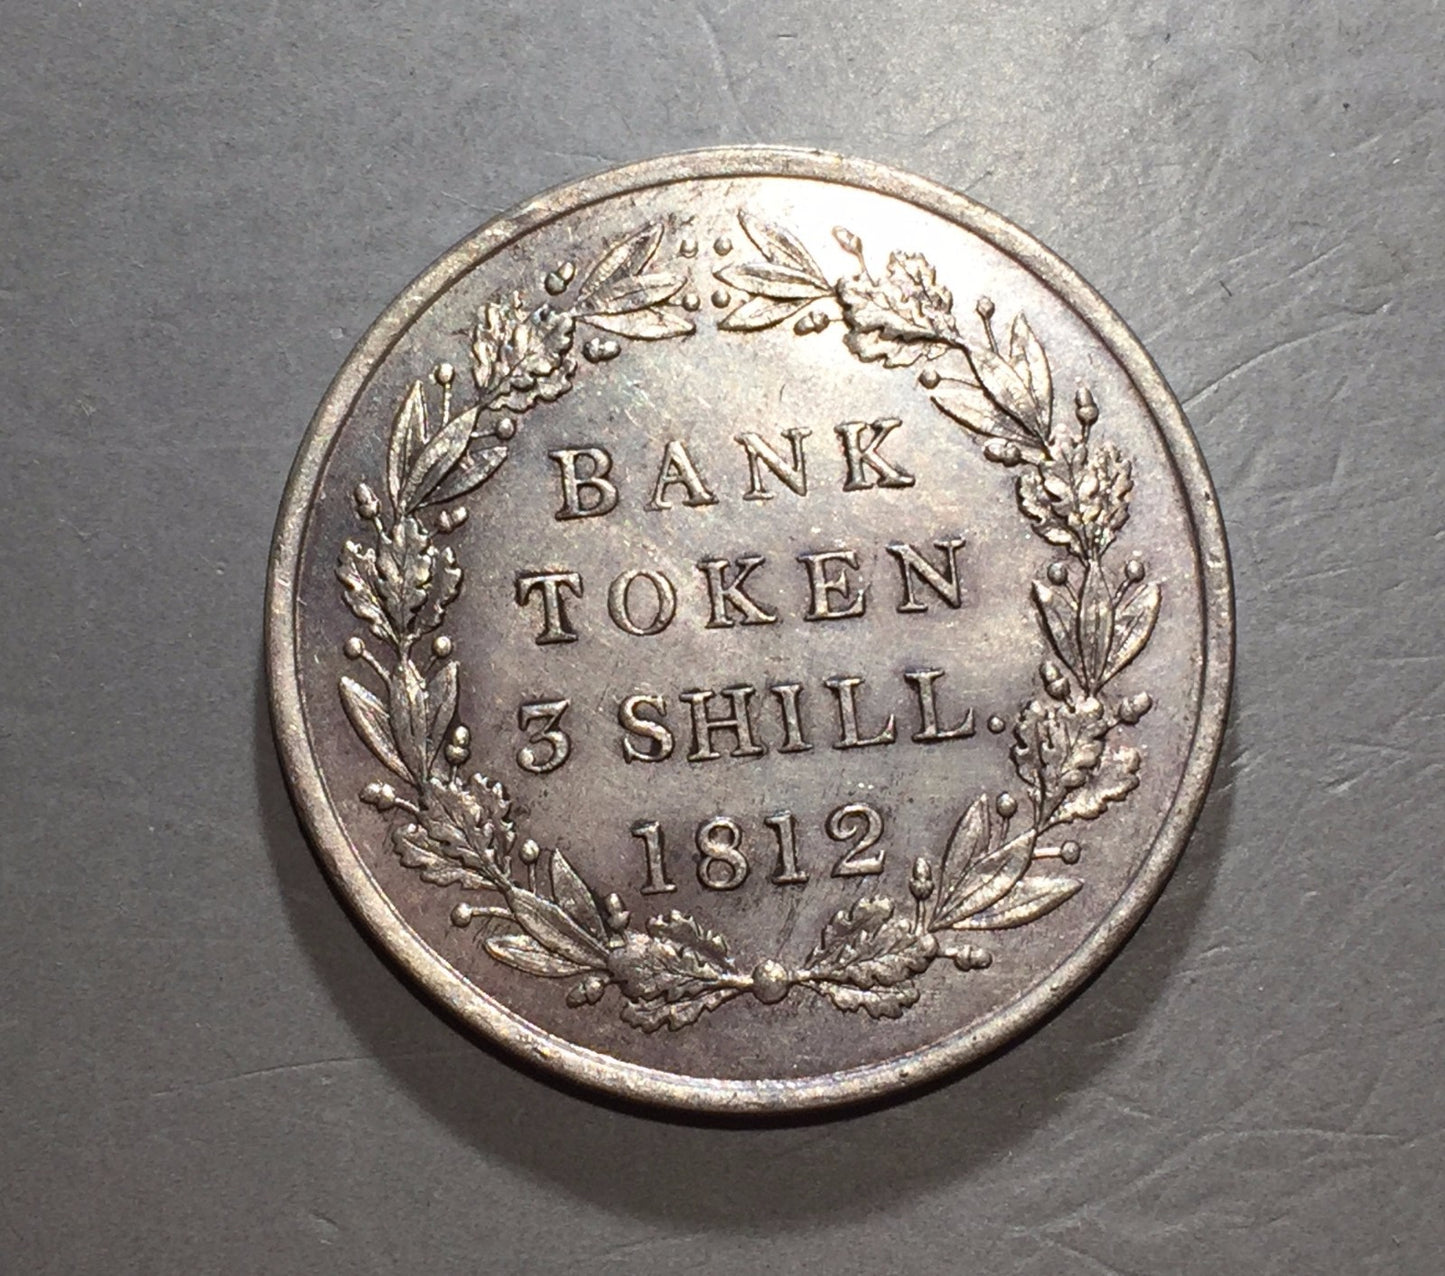 BANK
TOKEN
3 SHILL.
1812